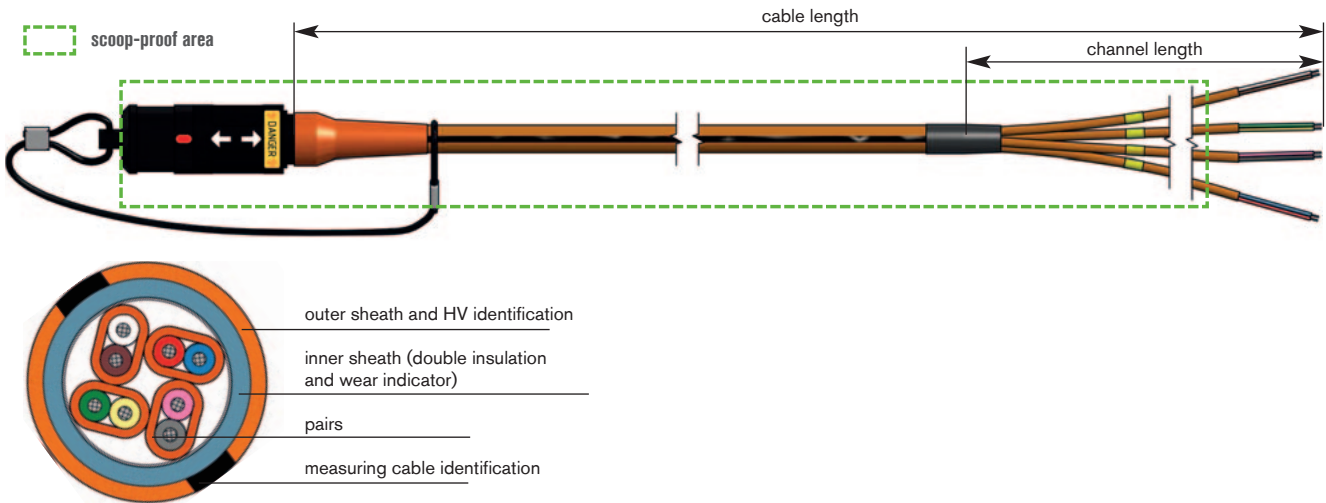 cable length
scoop-proof area
channel length
DANGER
outer sheath and HV identification
inner sheath (double insulation
and wear indicator)
pairs
measuring cable identification